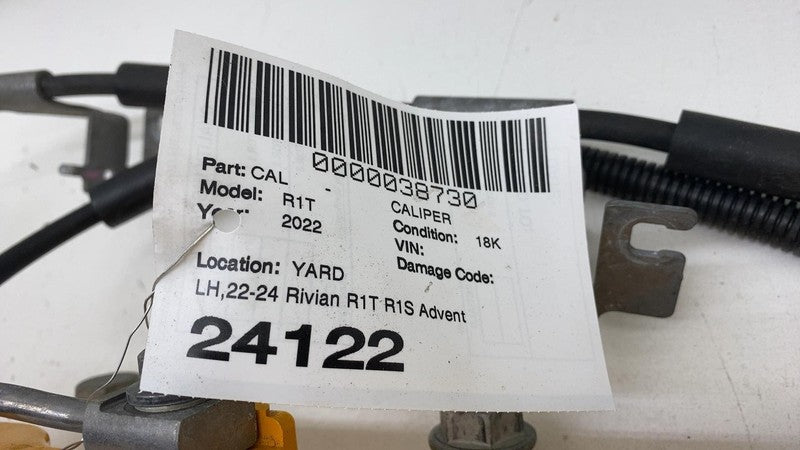 0000038730
Part: CAL - CALIPER
Model: R1T Condition: 18K
Year: 2022 VIN:
Damage Code:
Location: YARD
LH,22-24 Rivian R1T R1S Advent
24122